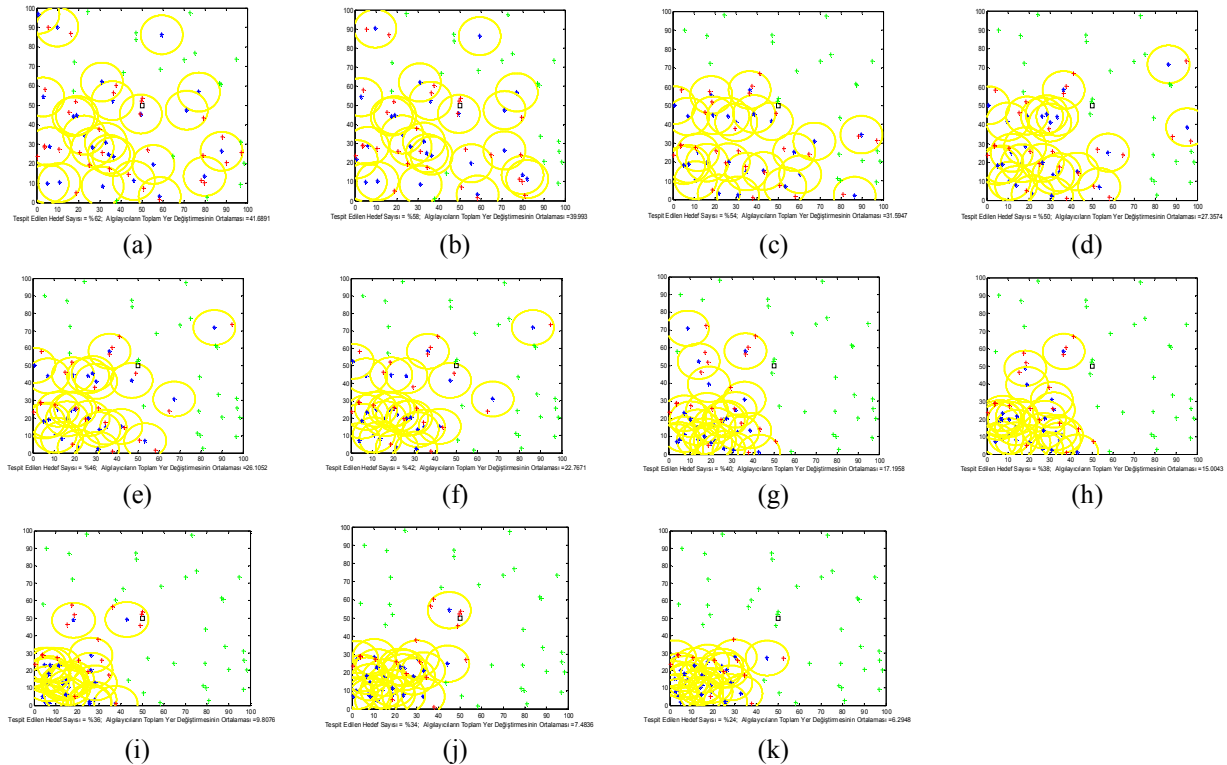 Tespit Edilen Hedef Sayısı = %62; Algılayıcıların Toplam Yer Değiştirmesinin Ortalaması =41.6891
(a)
Tespit Edilen Hedef Sayısı = %58; Algılayıcıların Toplam Yer Değiştirmesinin Ortalaması =39.993
(b)
Tespit Edilen Hedef Sayısı = %54; Algılayıcıların Toplam Yer Değiştirmesinin Ortalaması =31.5947
(c)
Tespit Edilen Hedef Sayısı = %50; Algılayıcıların Toplam Yer Değiştirmesinin Ortalaması =27.3574
(d)
Tespit Edilen Hedef Sayısı = %46; Algılayıcıların Toplam Yer Değiştirmesinin Ortalaması =26.1052
(e)
Tespit Edilen Hedef Sayısı = %42; Algılayıcıların Toplam Yer Değiştirmesinin Ortalaması =22.7671
(f)
Tespit Edilen Hedef Sayısı = %40; Algılayıcıların Toplam Yer Değiştirmesinin Ortalaması =17.1958
(g)
Tespit Edilen Hedef Sayısı = %38; Algılayıcıların Toplam Yer Değiştirmesinin Ortalaması =15.0043
(h)
Tespit Edilen Hedef Sayısı = %36; Algılayıcıların Toplam Yer Değiştirmesinin Ortalaması =9.8076
(i)
Tespit Edilen Hedef Sayısı = %34; Algılayıcıların Toplam Yer Değiştirmesinin Ortalaması =7.4836
(j)
Tespit Edilen Hedef Sayısı = %24; Algılayıcıların Toplam Yer Değiştirmesinin Ortalaması =6.2948
(k)